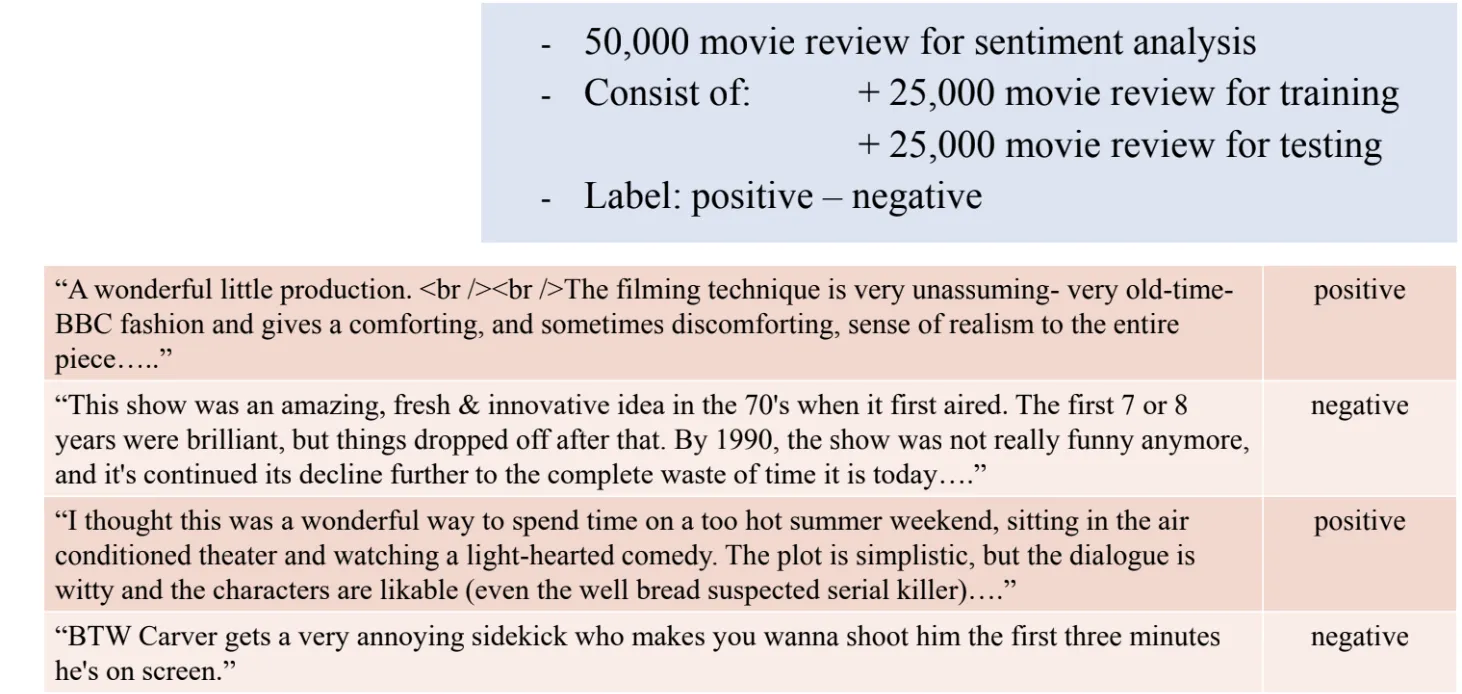 - 50,000 movie review for sentiment analysis
- Consist of: + 25,000 movie review for training
+ 25,000 movie review for testing
- Label: positive – negative
“A wonderful little production. <br /><br />The filming technique is very unassuming- very old-time- positive
BBC fashion and gives a comforting, and sometimes discomforting, sense of realism to the entire
piece…..”
“This show was an amazing, fresh & innovative idea in the 70's when it first aired. The first 7 or 8 negative
years were brilliant, but things dropped off after that. By 1990, the show was not really funny anymore,
and it's continued its decline further to the complete waste of time it is today….”
“I thought this was a wonderful way to spend time on a too hot summer weekend, sitting in the air positive
conditioned theater and watching a light-hearted comedy. The plot is simplistic, but the dialogue is
witty and the characters are likable (even the well bread suspected serial killer)….”
“BTW Carver gets a very annoying sidekick who makes you wanna shoot him the first three minutes negative
he's on screen.”